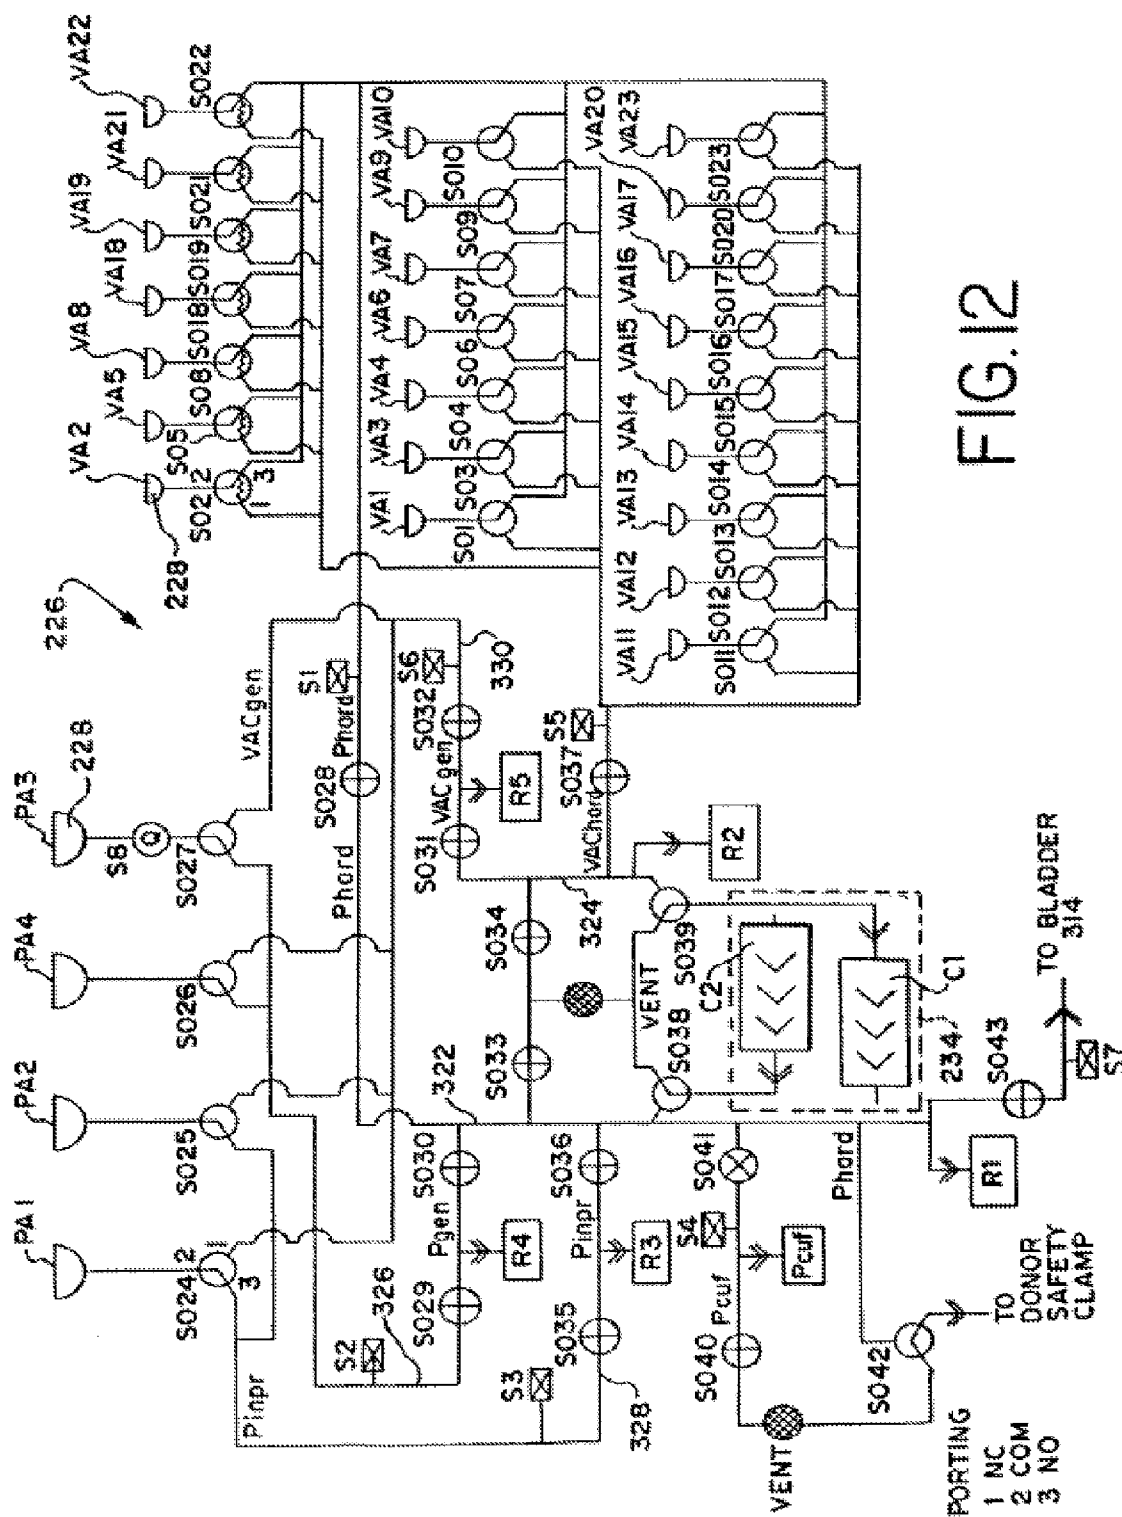 226
228
VA2
VA5
VA8
VA18
VA19
VA21
VA22
SO2
2
SO5
SO8
SO18
SO19
SO21
SO22
1
3
VA1
VA3
VA4
VA6
VA7
VA9
VA10
SO1
SO3
SO4
SO6
SO7
SO9
SO10
VA11
VA12
VA13
VA14
VA15
VA16
VA17
VA20
VA23
SO11
SO12
SO13
SO14
SO15
SO16
SO17
SO20
SO23
PA1
PA2
PA4
PA3
228
S8
Q
SO24
2
1
3
SO25
SO26
SO27
VACgen
Pinpr
S2
326
SO29
Pgen
R4
SO30
322
Phard
SO28
Phard
S1
SO31
VACgen
R5
SO32
S6
330
S3
328
SO35
Pinpr
R3
SO36
SO33
SO34
324
VAChard
SO37
S5
VENT
SO38
SO39
R2
C2
C1
234
VENT
SO40
Pcuf
Pcuf
S4
SO41
Phard
SO42
TO
DONOR
SAFETY
CLAMP
R1
SO43
S7
TO BLADDER
314
PORTING
1 NC
2 COM
3 NO
FIG.12